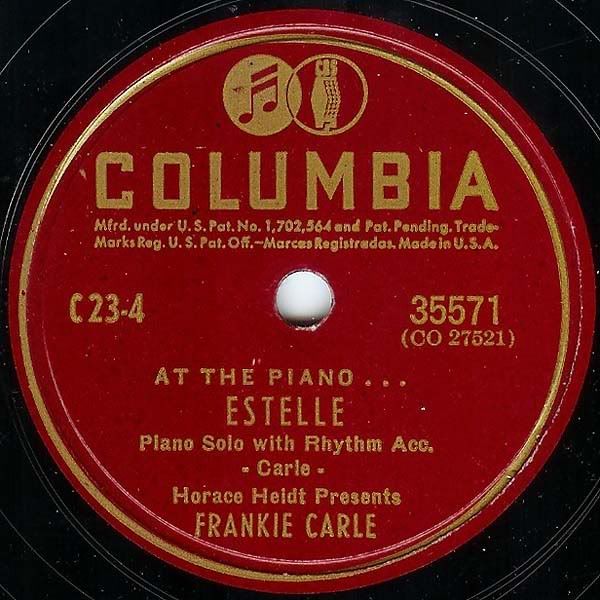 CBS
COLUMBIA
Mfrd. under U.S. Pat. No. 1,702,564 and Pat. Pending. Trade-
Marks Reg. U.S. Pat. Off.—Marcas Registradas. Made in U.S.A.
C 23-4
35571
(CO 27521)
AT THE PIANO . . .
ESTELLE
Piano Solo with Rhythm Acc.
- Carle -
Horace Heidt Presents
FRANKIE CARLE